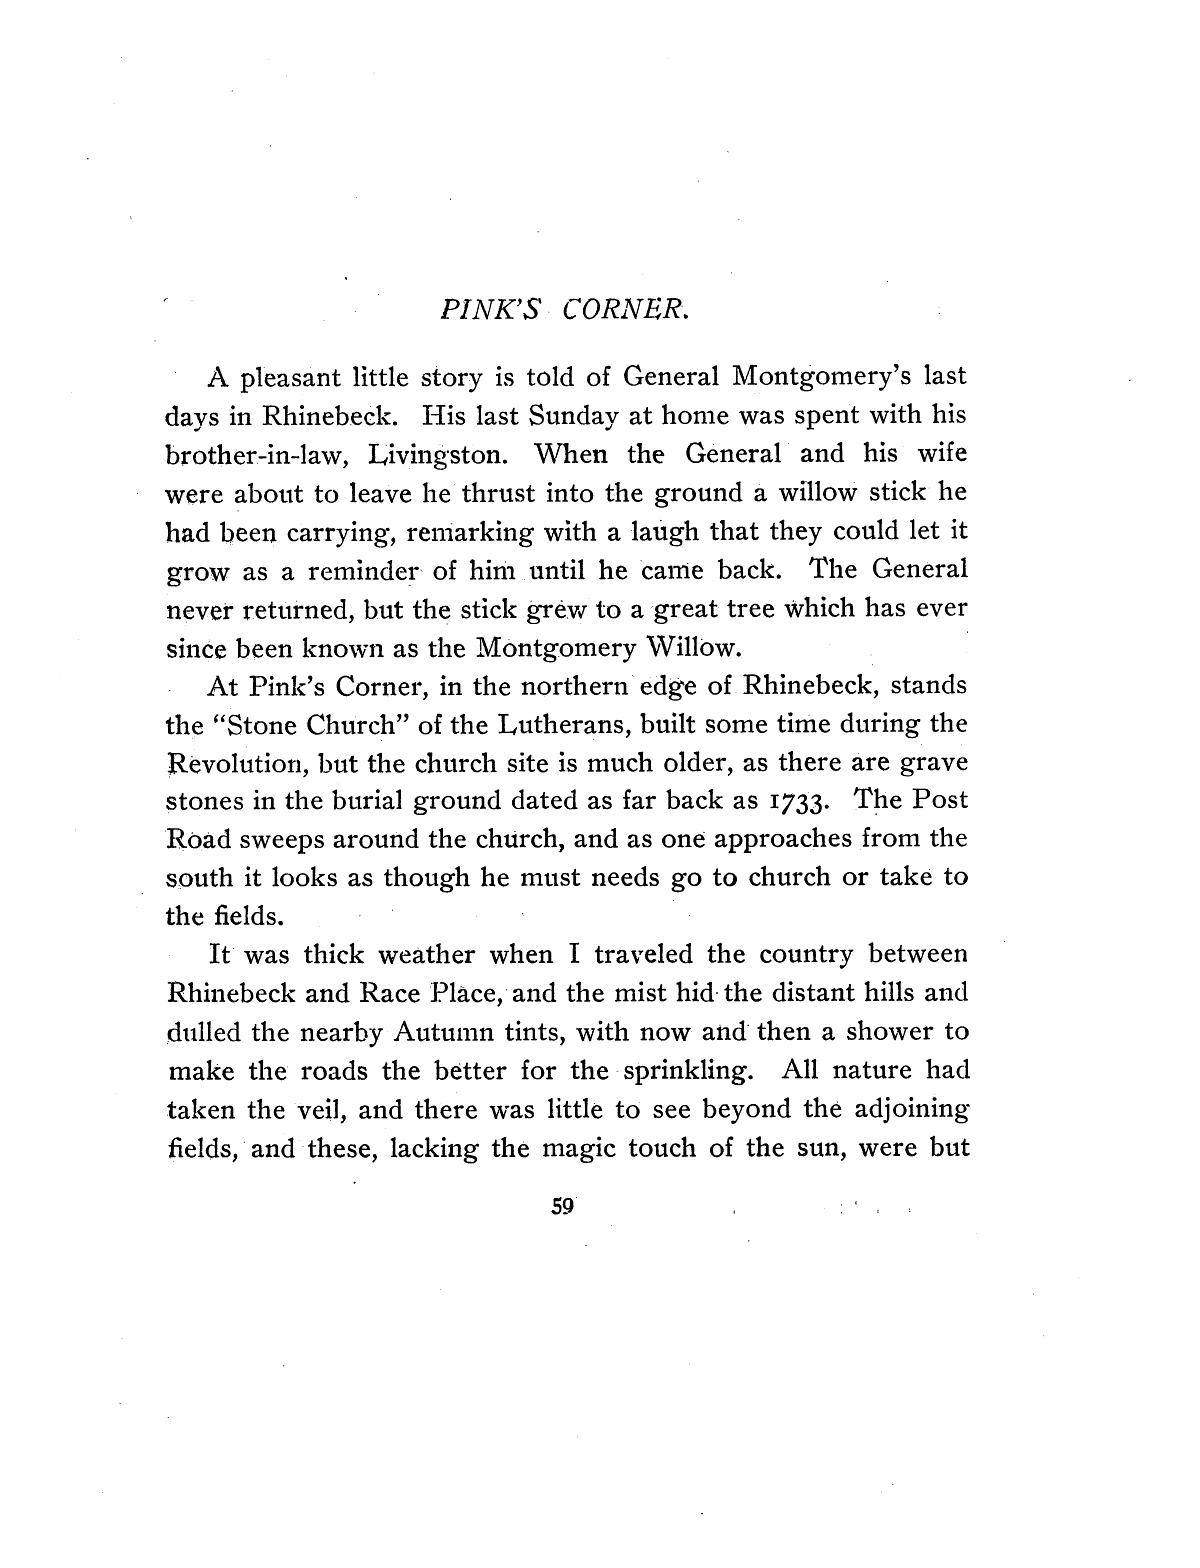 PINK'S CORNER.
A pleasant little story is told of General Montgomery's last
days in Rhinebeck. His last Sunday at home was spent with his
brother-in-law, Livingston. When the General and his wife
were about to leave he thrust into the ground a willow stick he
had been carrying, remarking with a laugh that they could let it
grow as a reminder of him until he came back. The General
never returned, but the stick grew to a great tree which has ever
since been known as the Montgomery Willow.
At Pink's Corner, in the northern edge of Rhinebeck, stands
the "Stone Church" of the Lutherans, built some time during the
Revolution, but the church site is much older, as there are grave
stones in the burial ground dated as far back as 1733. The Post
Road sweeps around the church, and as one approaches from the
south it looks as though he must needs go to church or take to
the fields.
It was thick weather when I traveled the country between
Rhinebeck and Race Place, and the mist hid the distant hills and
dulled the nearby Autumn tints, with now and then a shower to
make the roads the better for the sprinkling. All nature had
taken the veil, and there was little to see beyond the adjoining
fields, and these, lacking the magic touch of the sun, were but
59